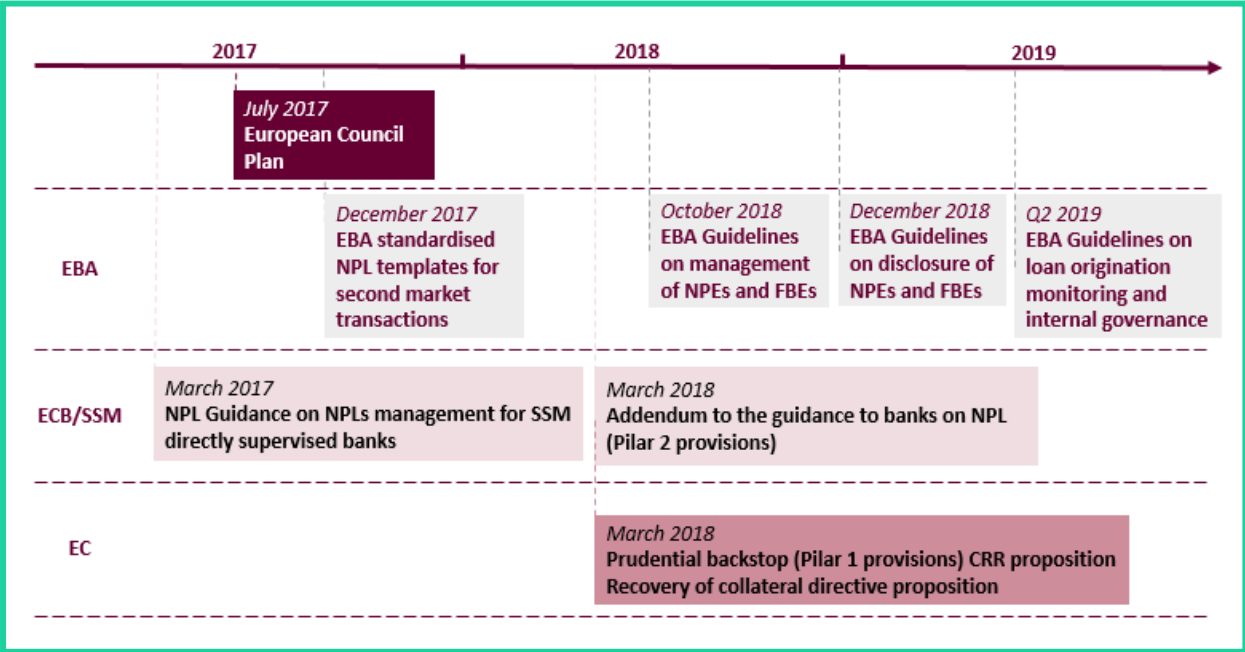 2017
2018
2019
July 2017
European Council
Plan
EBA
December 2017
EBA standardised
NPL templates for
second market
transactions
October 2018
EBA Guidelines
on management
of NPEs and FBEs
December 2018
EBA Guidelines
on disclosure of
NPEs and FBEs
Q2 2019
EBA Guidelines on
loan origination
monitoring and
internal governance
ECB/SSM
March 2017
NPL Guidance on NPLs management for SSM
directly supervised banks
March 2018
Addendum to the guidance to banks on NPL
(Pilar 2 provisions)
EC
March 2018
Prudential backstop (Pilar 1 provisions) CRR proposition
Recovery of collateral directive proposition